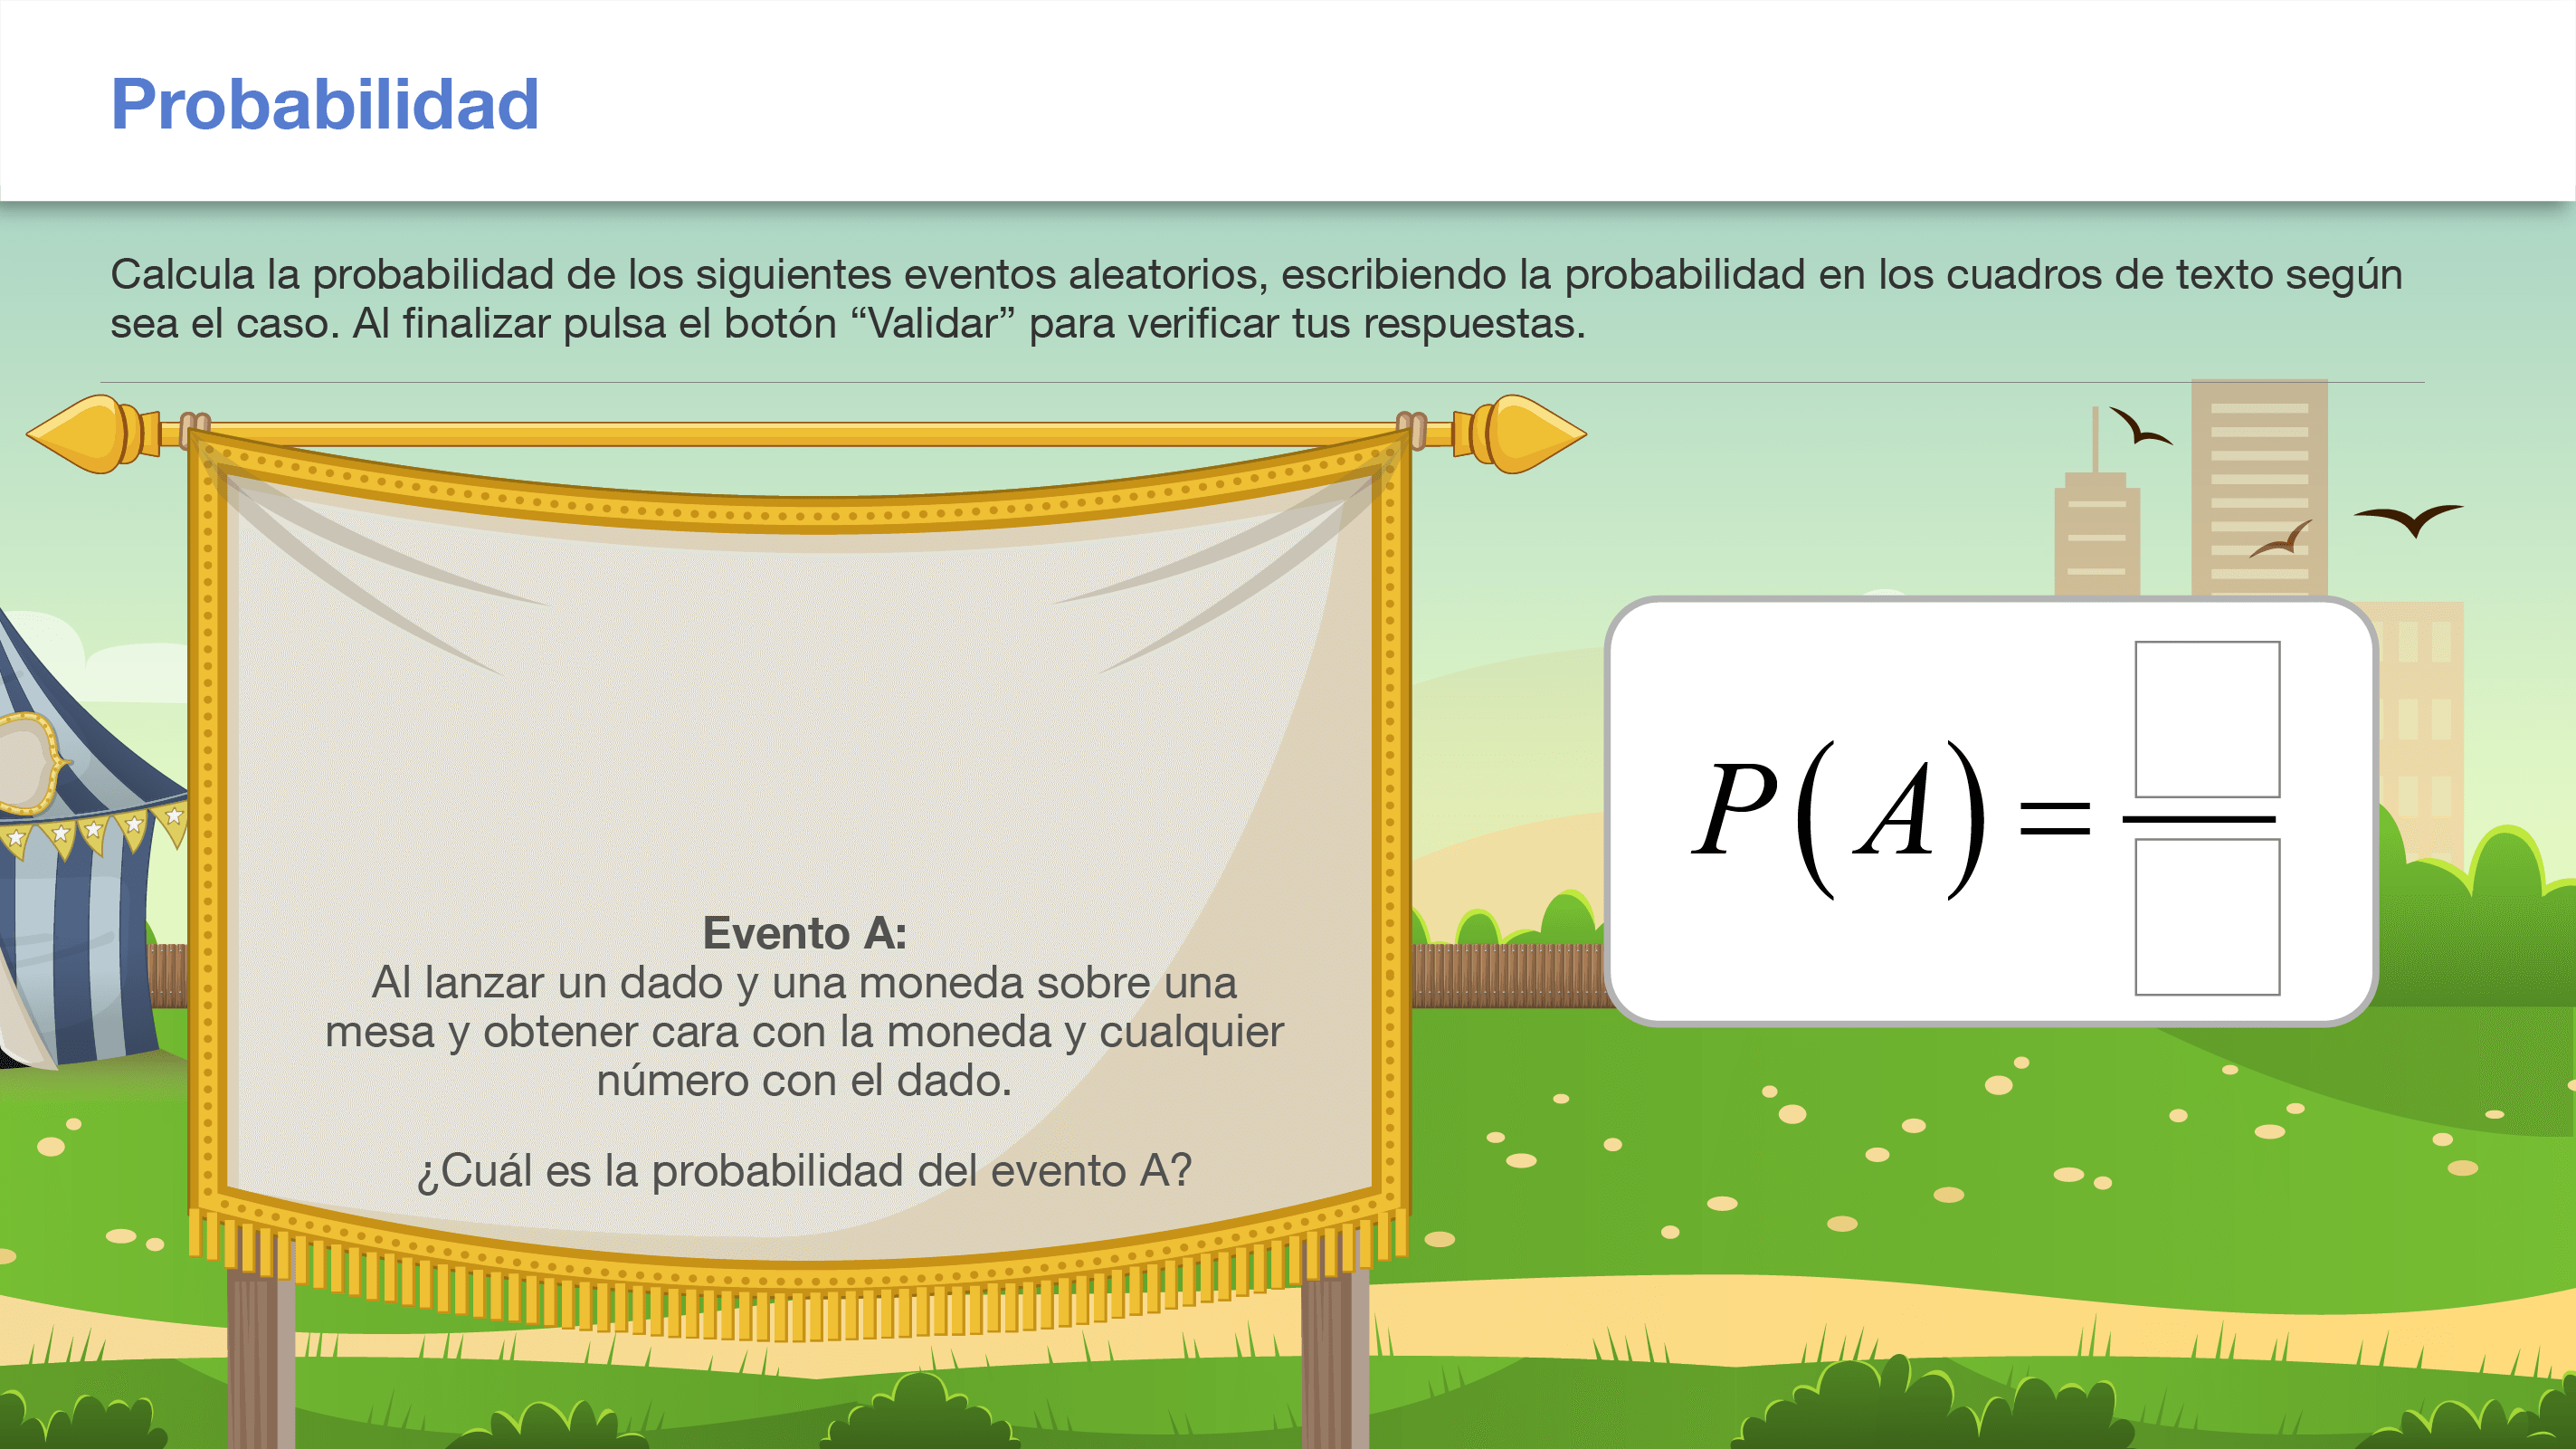 Probabilidad
Calcula la probabilidad de los siguientes eventos aleatorios, escribiendo la probabilidad en los cuadros de texto según
sea el caso. Al finalizar pulsa el botón “Validar” para verificar tus respuestas.
Evento A:
Al lanzar un dado y una moneda sobre una
mesa y obtener cara con la moneda y cualquier
número con el dado.
¿Cuál es la probabilidad del evento A?
P(A) =